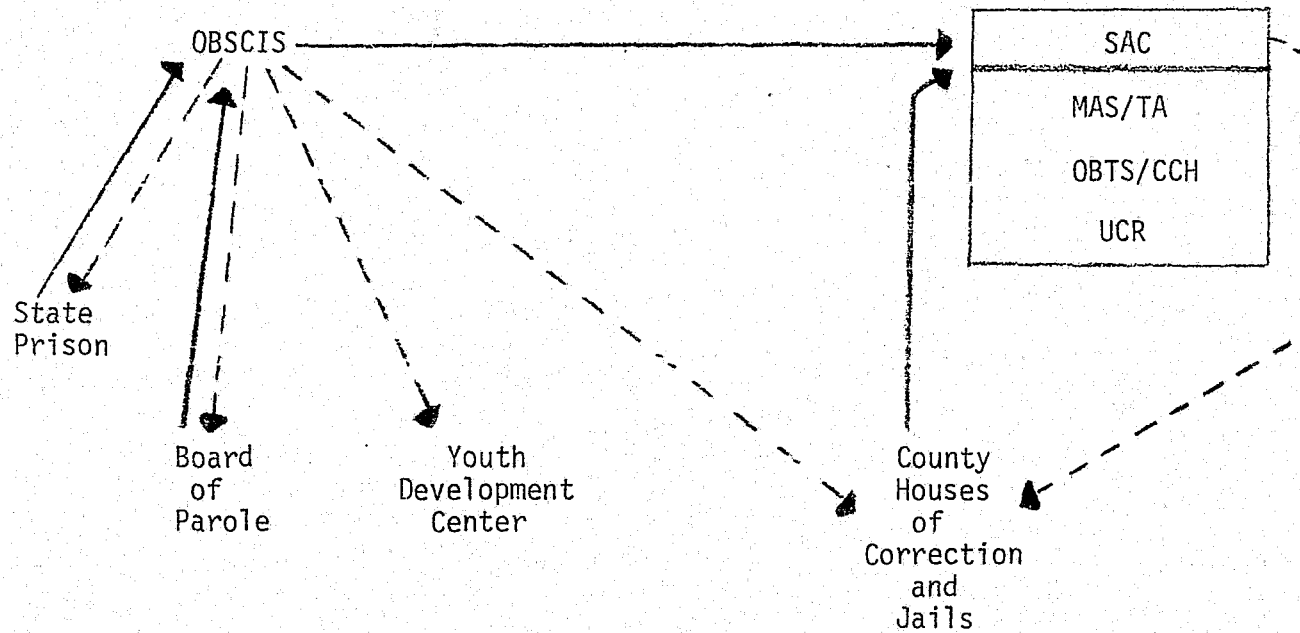 OBSCIS
SAC
MAS/TA
OBTS/CCH
UCR
State
Prison
Board
of
Parole
Youth
Development
Center
County
Houses
of
Correction
and
Jails